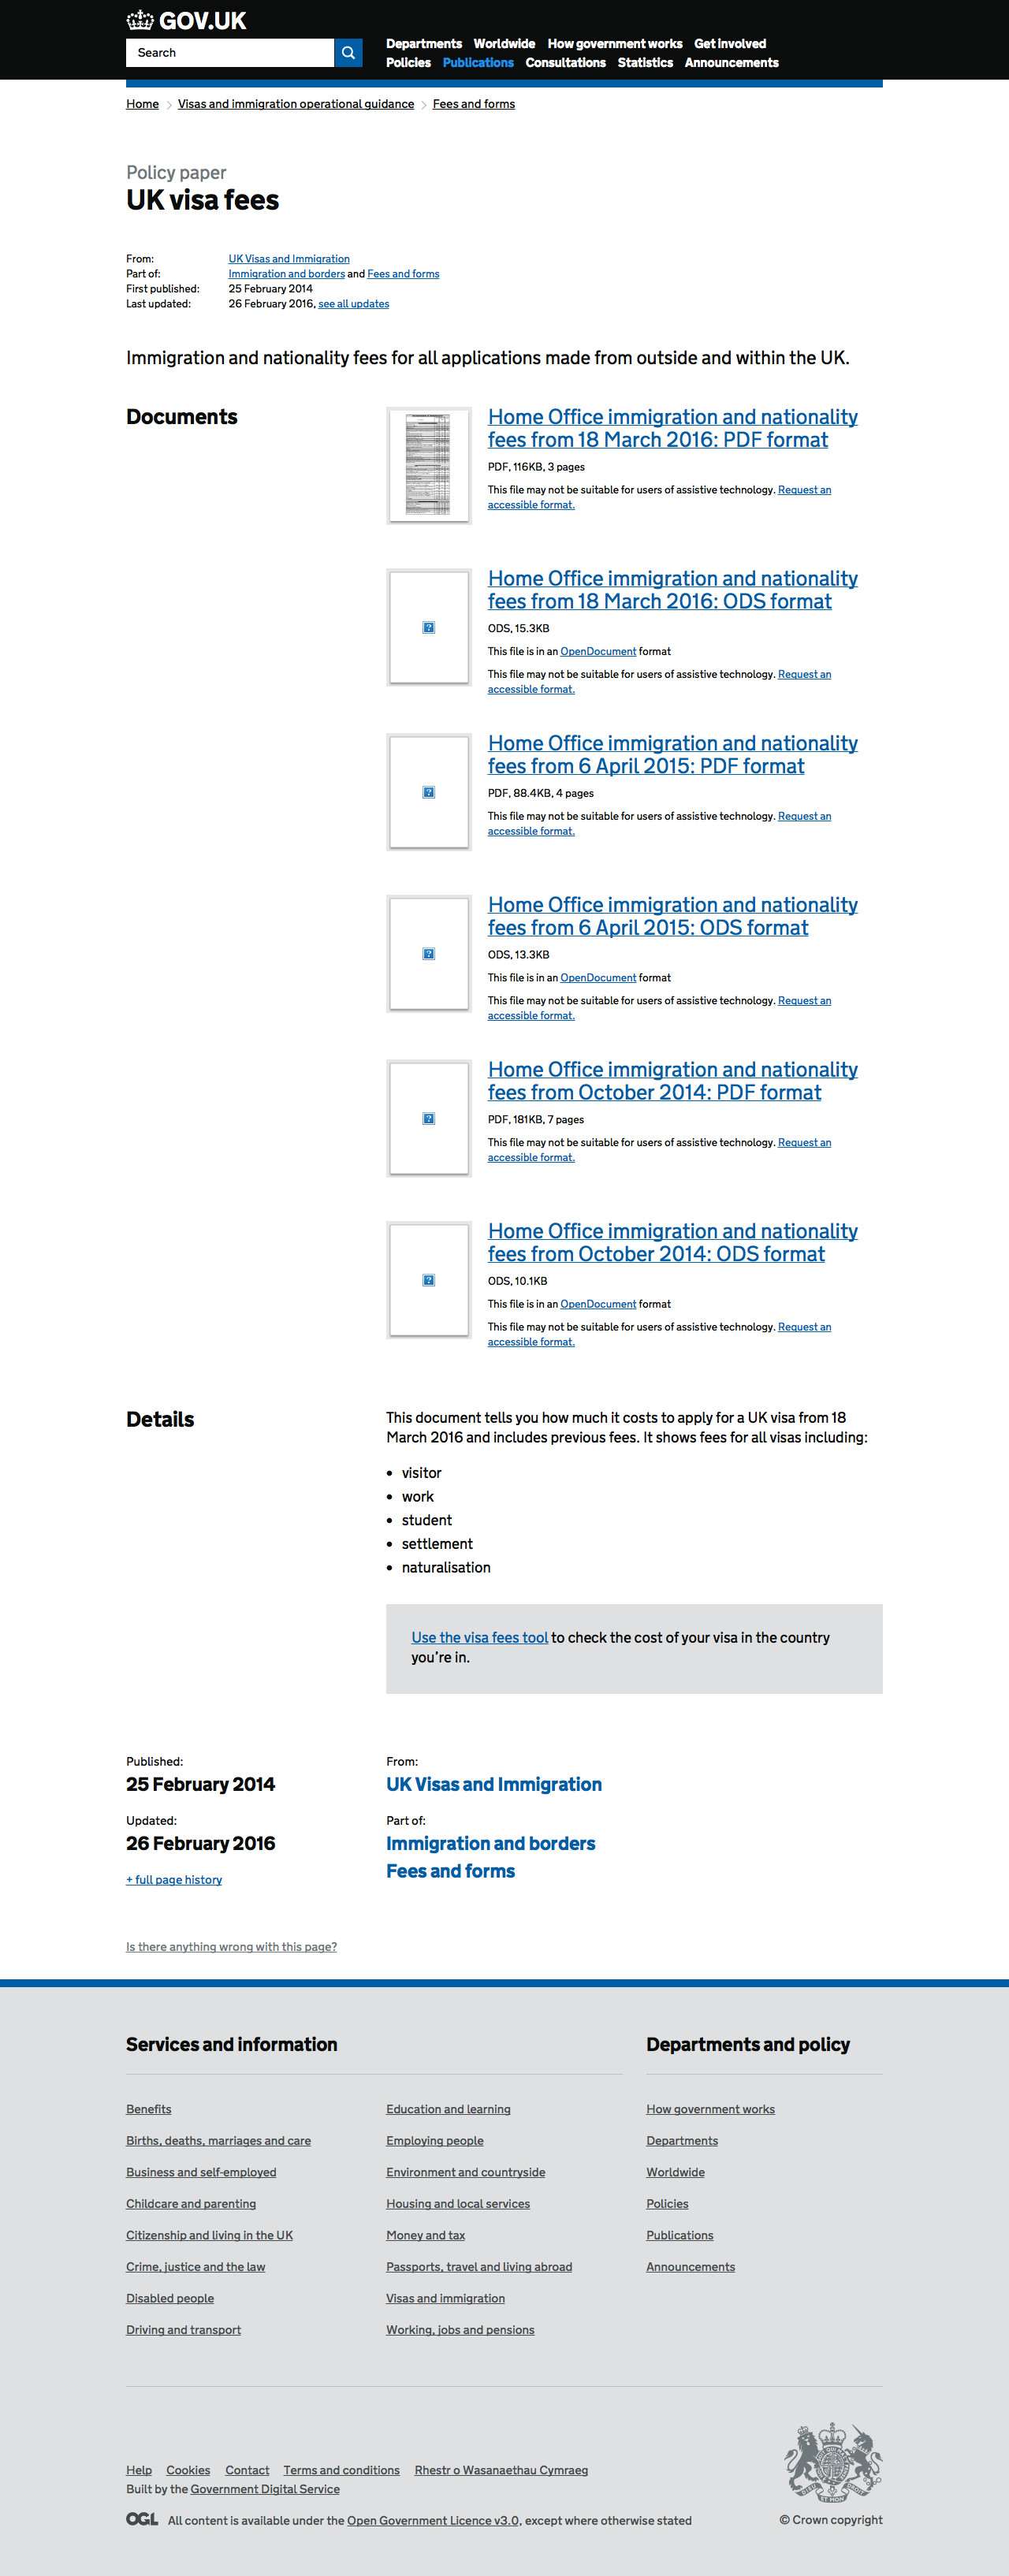 GOV.UK
Search
Departments Worldwide How government works Get involved
Policies Publications Consultations Statistics Announcements
Home Visas and immigration operational guidance Fees and forms
Policy paper
UK visa fees
From: UK Visas and Immigration
Part of: Immigration and borders and Fees and forms
First published: 25 February 2014
Last updated: 26 February 2016, see all updates
Immigration and nationality fees for all applications made from outside and within the UK.
Documents
Home Office immigration and nationality
fees from 18 March 2016: PDF format
PDF, 116KB, 3 pages
This file may not be suitable for users of assistive technology. Request an
accessible format.
Home Office immigration and nationality
fees from 18 March 2016: ODS format
ODS, 15.3KB
This file is in an OpenDocument format
This file may not be suitable for users of assistive technology. Request an
accessible format.
Home Office immigration and nationality
fees from 6 April 2015: PDF format
PDF, 88.4KB, 4 pages
This file may not be suitable for users of assistive technology. Request an
accessible format.
Home Office immigration and nationality
fees from 6 April 2015: ODS format
ODS, 13.3KB
This file is in an OpenDocument format
This file may not be suitable for users of assistive technology. Request an
accessible format.
Home Office immigration and nationality
fees from October 2014: PDF format
PDF, 181KB, 7 pages
This file may not be suitable for users of assistive technology. Request an
accessible format.
Home Office immigration and nationality
fees from October 2014: ODS format
ODS, 10.1KB
This file is in an OpenDocument format
This file may not be suitable for users of assistive technology. Request an
accessible format.
Details
This document tells you how much it costs to apply for a UK visa from 18
March 2016 and includes previous fees. It shows fees for all visas including:
• visitor
• work
• student
• settlement
• naturalisation
Use the visa fees tool to check the cost of your visa in the country
you’re in.
Published:
25 February 2014
Updated:
26 February 2016
+ full page history
From:
UK Visas and Immigration
Part of:
Immigration and borders
Fees and forms
Is there anything wrong with this page?
Services and information
Benefits
Births, deaths, marriages and care
Business and self-employed
Childcare and parenting
Citizenship and living in the UK
Crime, justice and the law
Disabled people
Driving and transport
Education and learning
Employing people
Environment and countryside
Housing and local services
Money and tax
Passports, travel and living abroad
Visas and immigration
Working, jobs and pensions
Departments and policy
How government works
Departments
Worldwide
Policies
Publications
Announcements
Help Cookies Contact Terms and conditions Rhestr o Wasanaethau Cymraeg
Built by the Government Digital Service
OGL All content is available under the Open Government Licence v3.0, except where otherwise stated
© Crown copyright